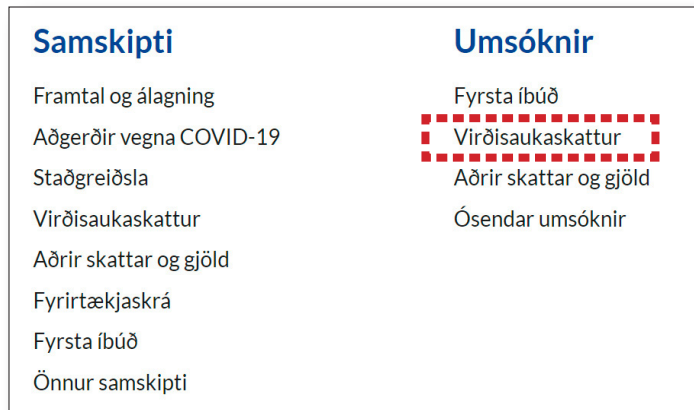 Samskipti
Framtal og álagning
Aðgerðir vegna COVID-19
Staðgreiðsla
Virðisaukaskattur
Aðrir skattar og gjöld
Fyrirtækjaskrá
Fyrsta íbúð
Önnur samskipti
Umsóknir
Fyrsta íbúð
Virðisaukaskattur
Aðrir skattar og gjöld
Ósendar umsóknir